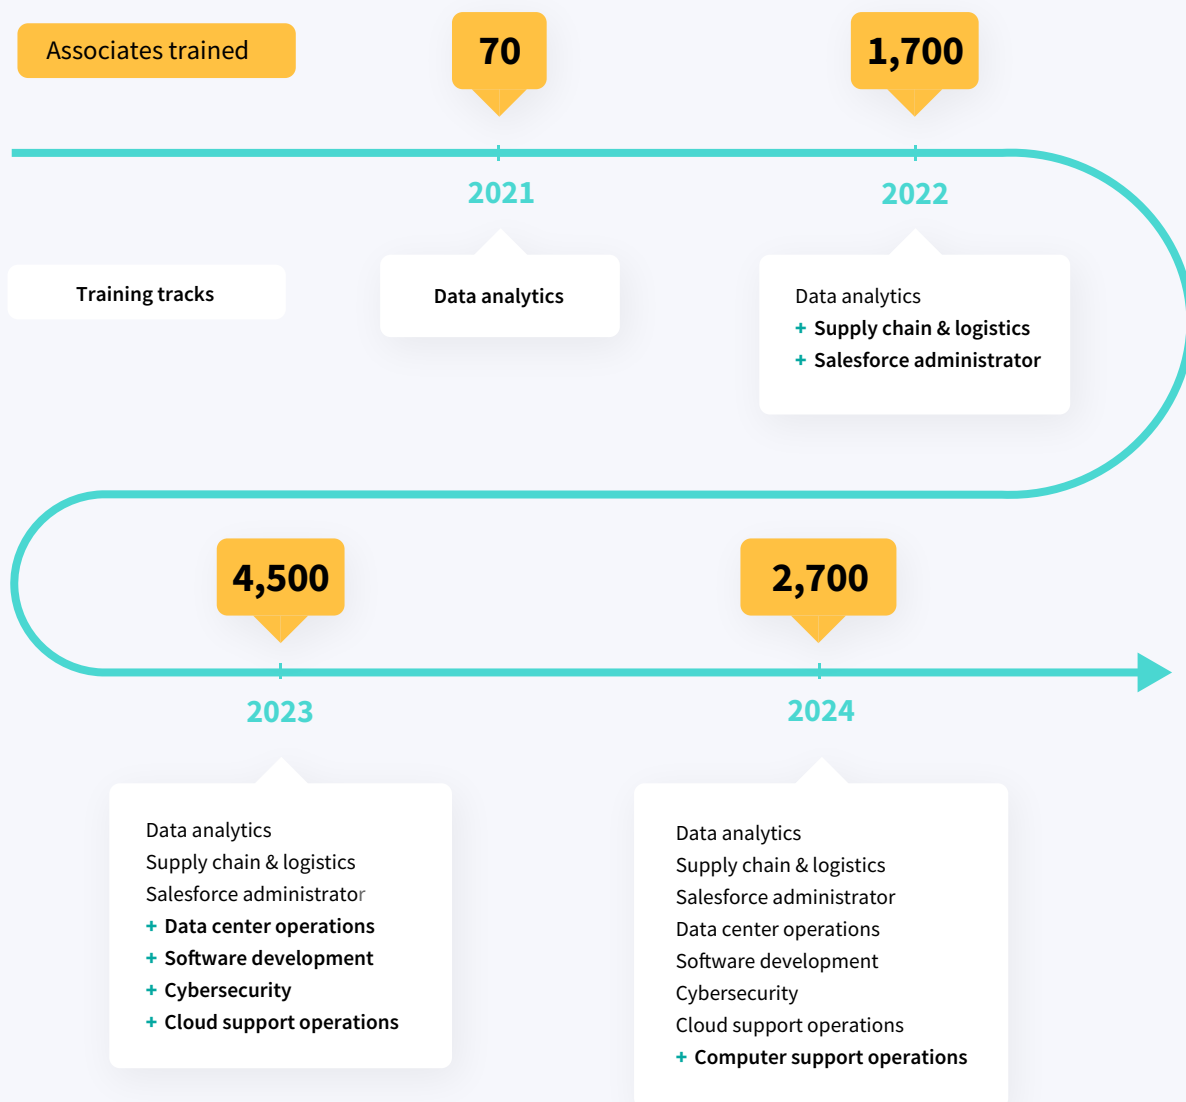 Associates trained
70
1,700
2021
2022
Training tracks
Data analytics
Data analytics
+ Supply chain & logistics
+ Salesforce administrator
4,500
2,700
2023
2024
Data analytics
Supply chain & logistics
Salesforce administrator
+ Data center operations
+ Software development
+ Cybersecurity
+ Cloud support operations
Data analytics
Supply chain & logistics
Salesforce administrator
Data center operations
Software development
Cybersecurity
Cloud support operations
+ Computer support operations